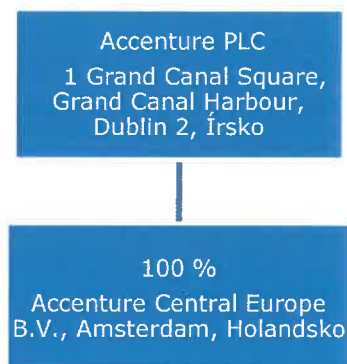 Accenture PLC
1 Grand Canal Square,
Grand Canal Harbour,
Dublin 2, Írsko
100 %
Accenture Central Europe
B.V., Amsterdam, Holandsko